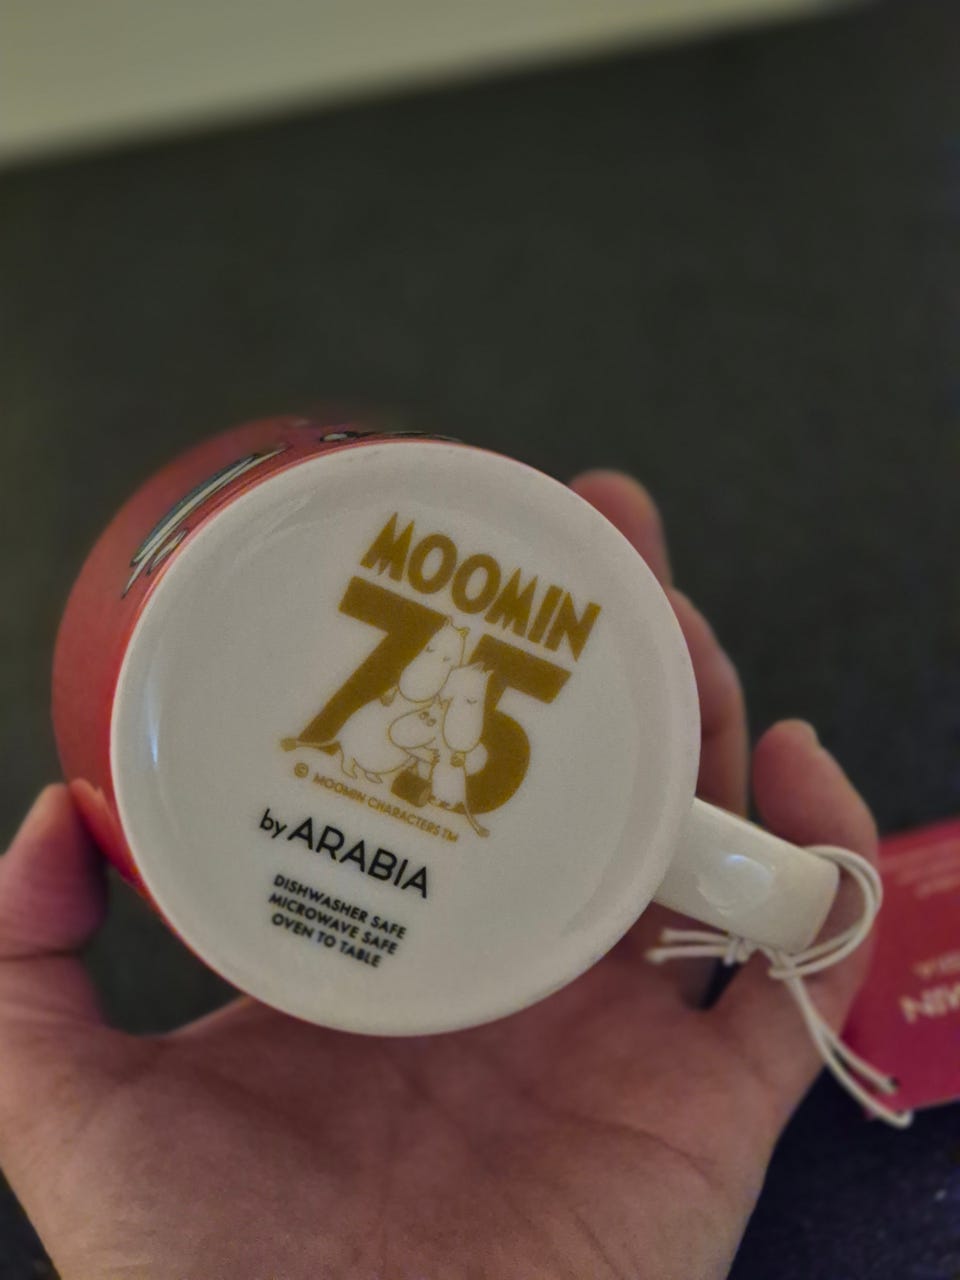 MOOMIN
75
© MOOMIN CHARACTERS™
by ARABIA
DISHWASHER SAFE
MICROWAVE SAFE
OVEN TO TABLE